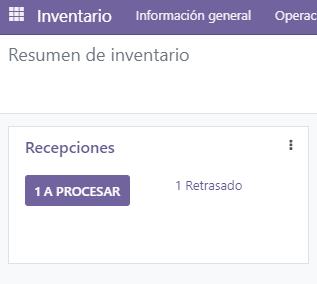 Inventario Información general Operac
Resumen de inventario
Recepciones
1 A PROCESAR 1 Retrasado